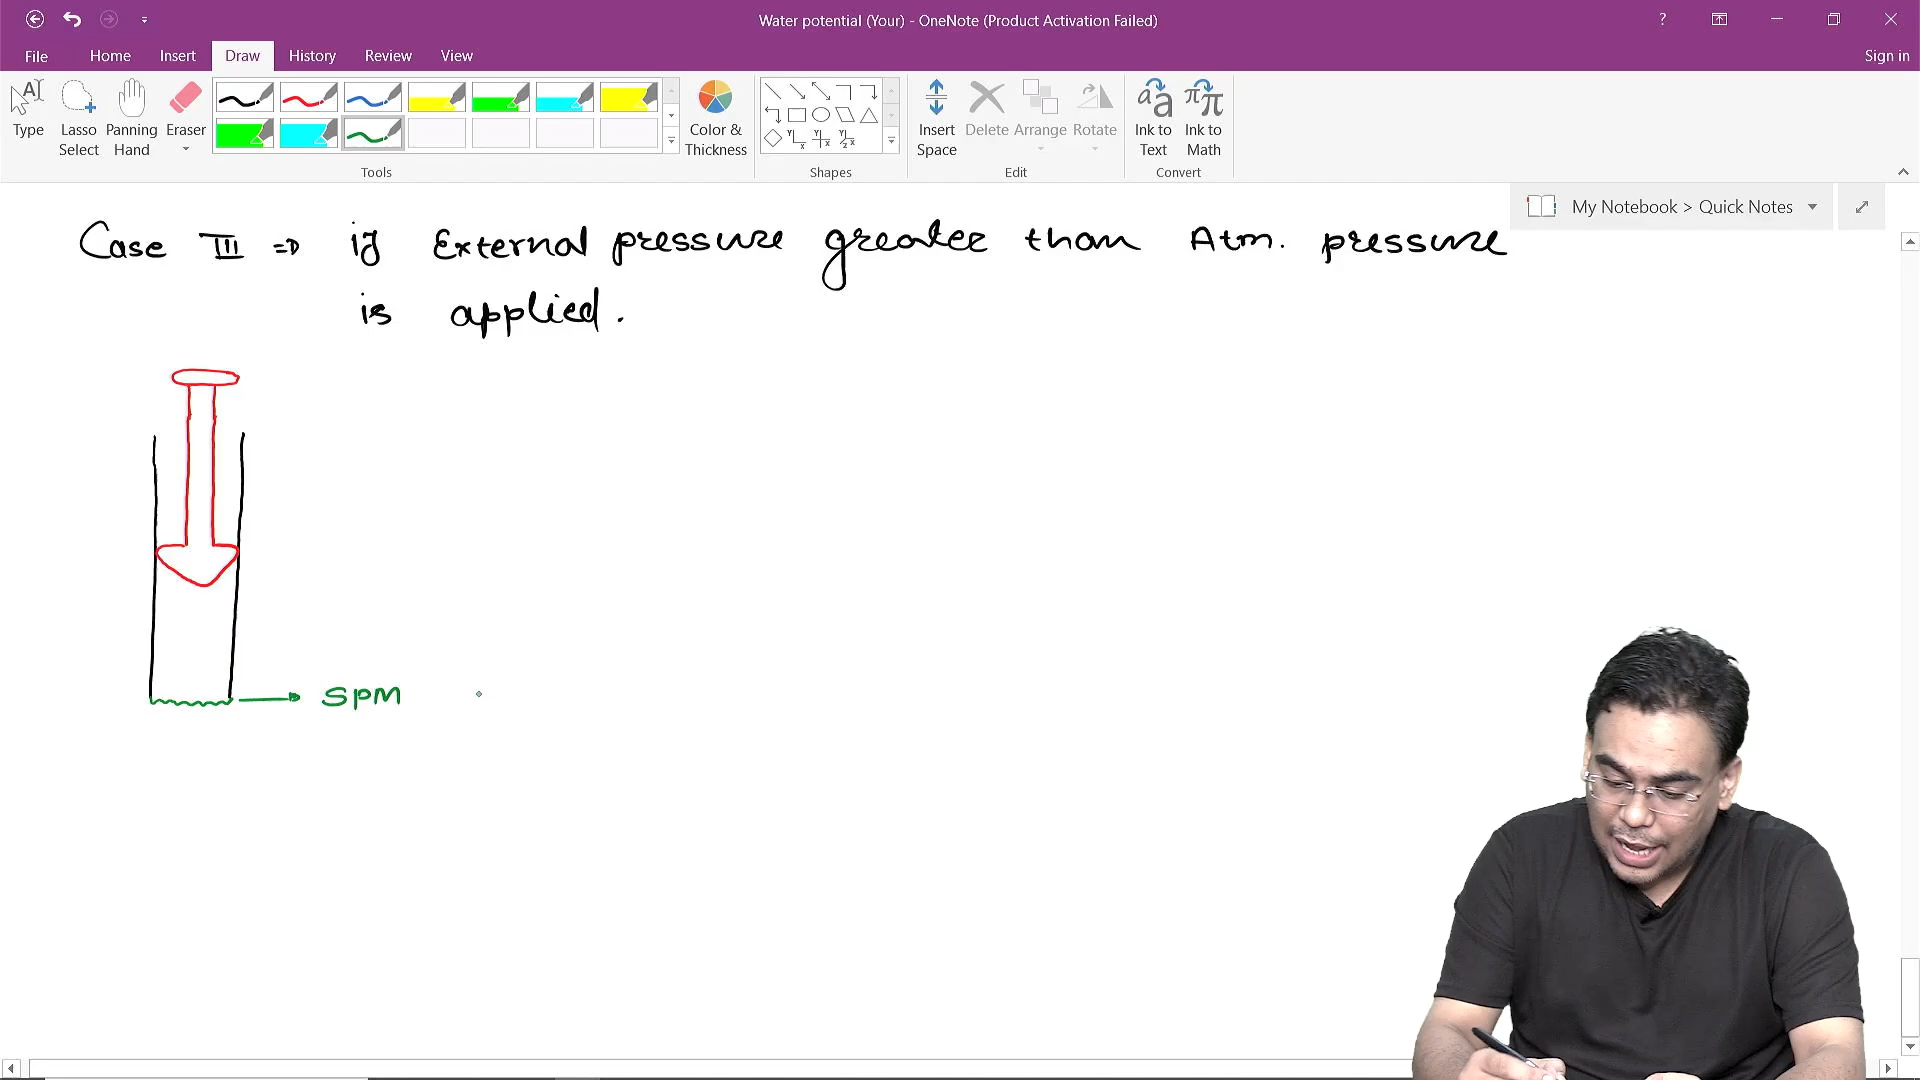 Water potential (Your) - OneNote (Product Activation Failed)
?
File Home Insert Draw History Review View
Sign in
Type
Lasso Select
Panning Hand
Eraser
Color & Thickness
Insert Space
Delete
Arrange
Rotate
Ink to Text
Ink to Math
Tools
Shapes
Edit
Convert
My Notebook > Quick Notes
Case III ⇒ if External pressure greater than Atm. pressure
is applied.
SPM